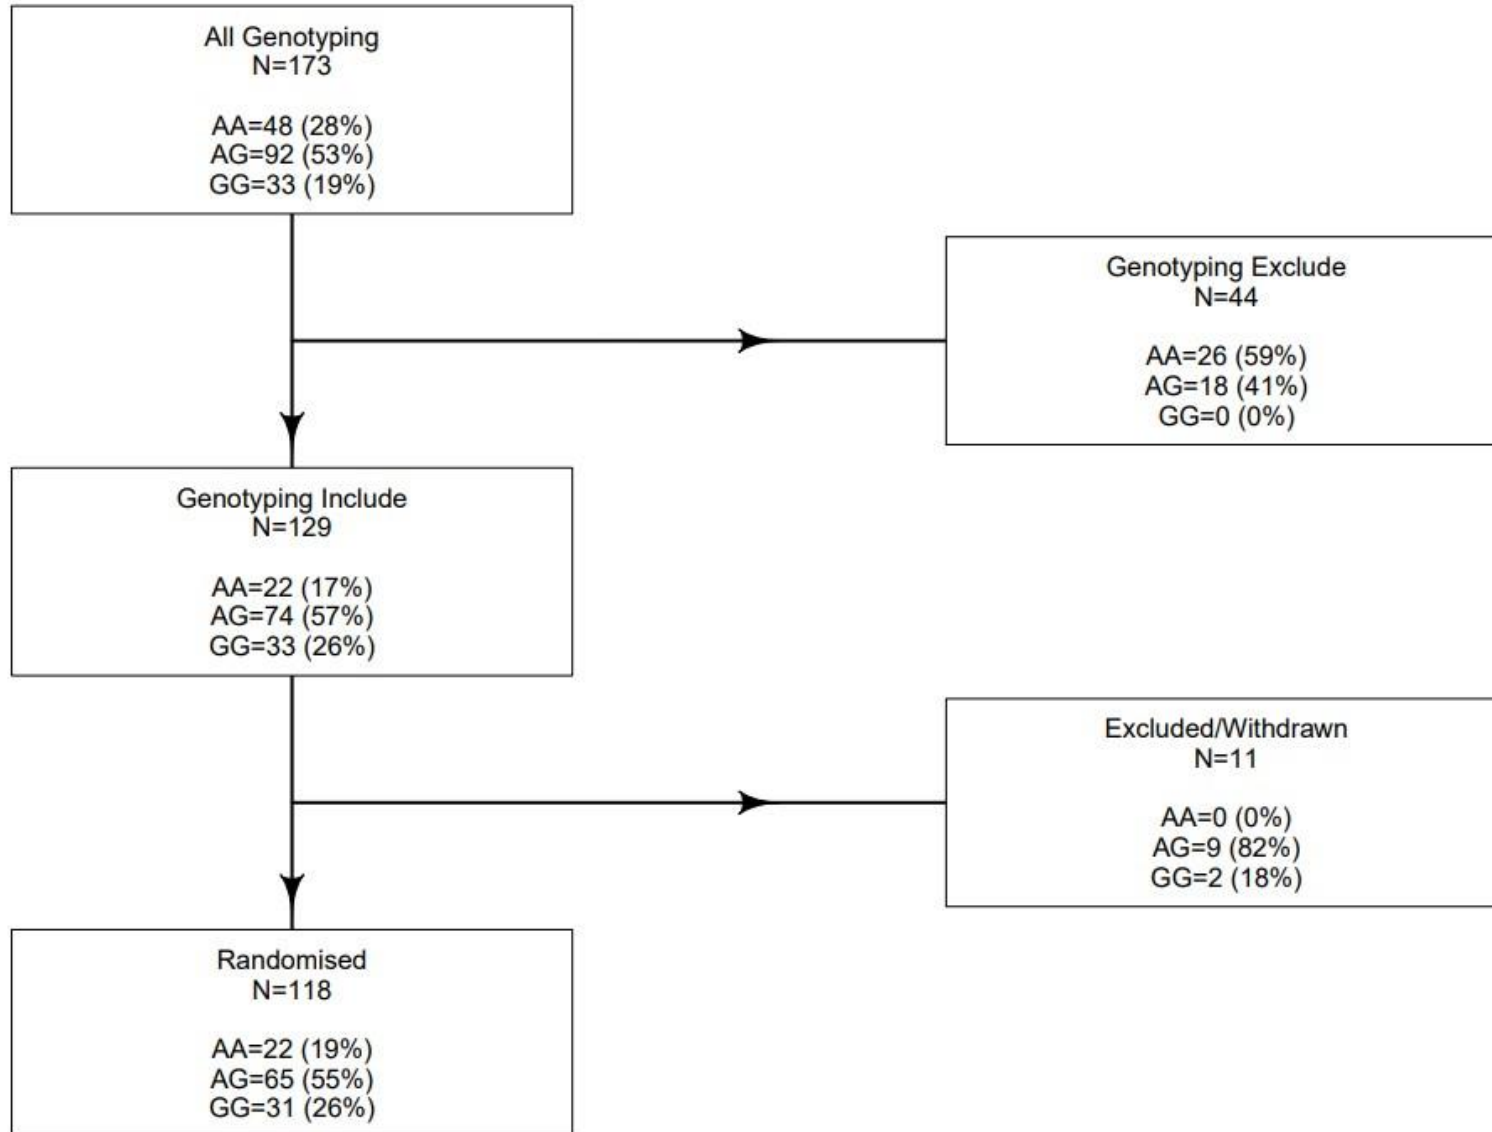 All Genotyping
N=173
AA=48 (28%)
AG=92 (53%)
GG=33 (19%)
Genotyping Exclude
N=44
AA=26 (59%)
AG=18 (41%)
GG=0 (0%)
Genotyping Include
N=129
AA=22 (17%)
AG=74 (57%)
GG=33 (26%)
Excluded/Withdrawn
N=11
AA=0 (0%)
AG=9 (82%)
GG=2 (18%)
Randomised
N=118
AA=22 (19%)
AG=65 (55%)
GG=31 (26%)